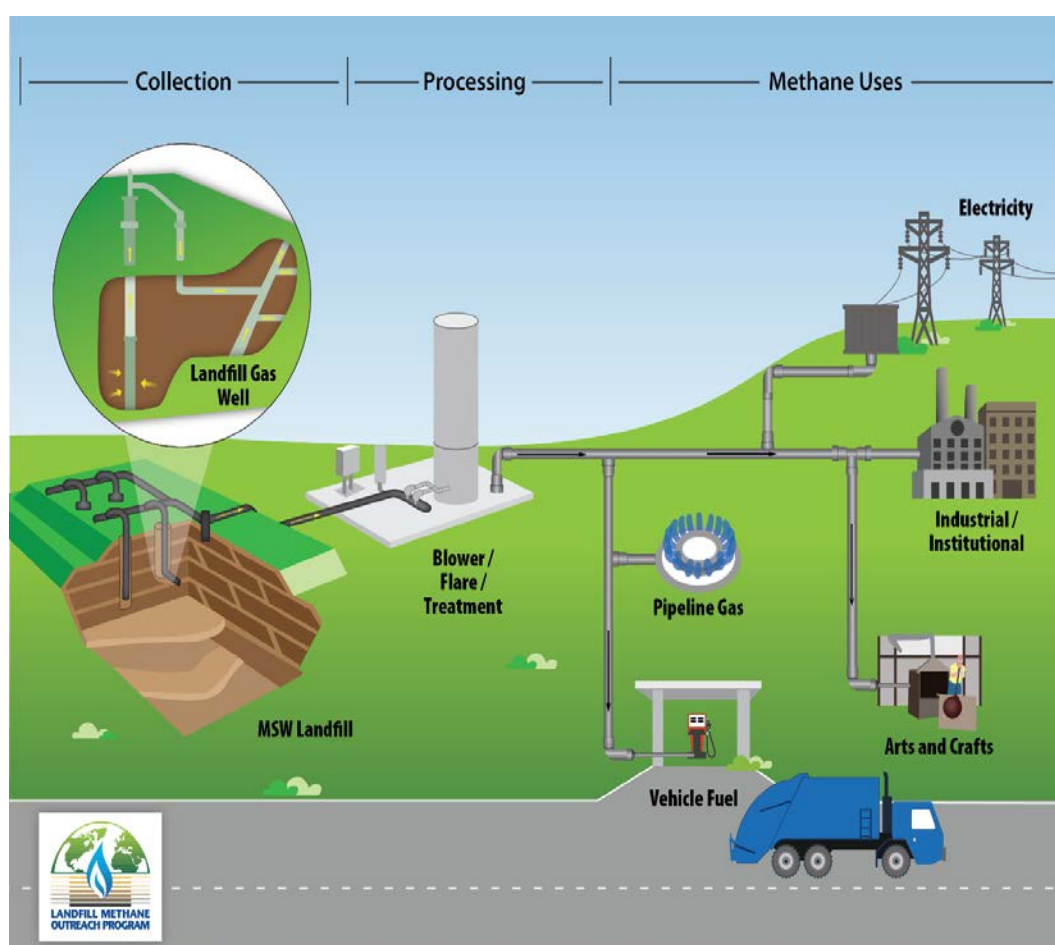 Collection
Processing
Methane Uses
Landfill Gas
Well
Electricity
Industrial /
Institutional
Blower /
Flare /
Treatment
Pipeline Gas
MSW Landfill
Arts and Crafts
Vehicle Fuel
LANDFILL METHANE
OUTREACH PROGRAM